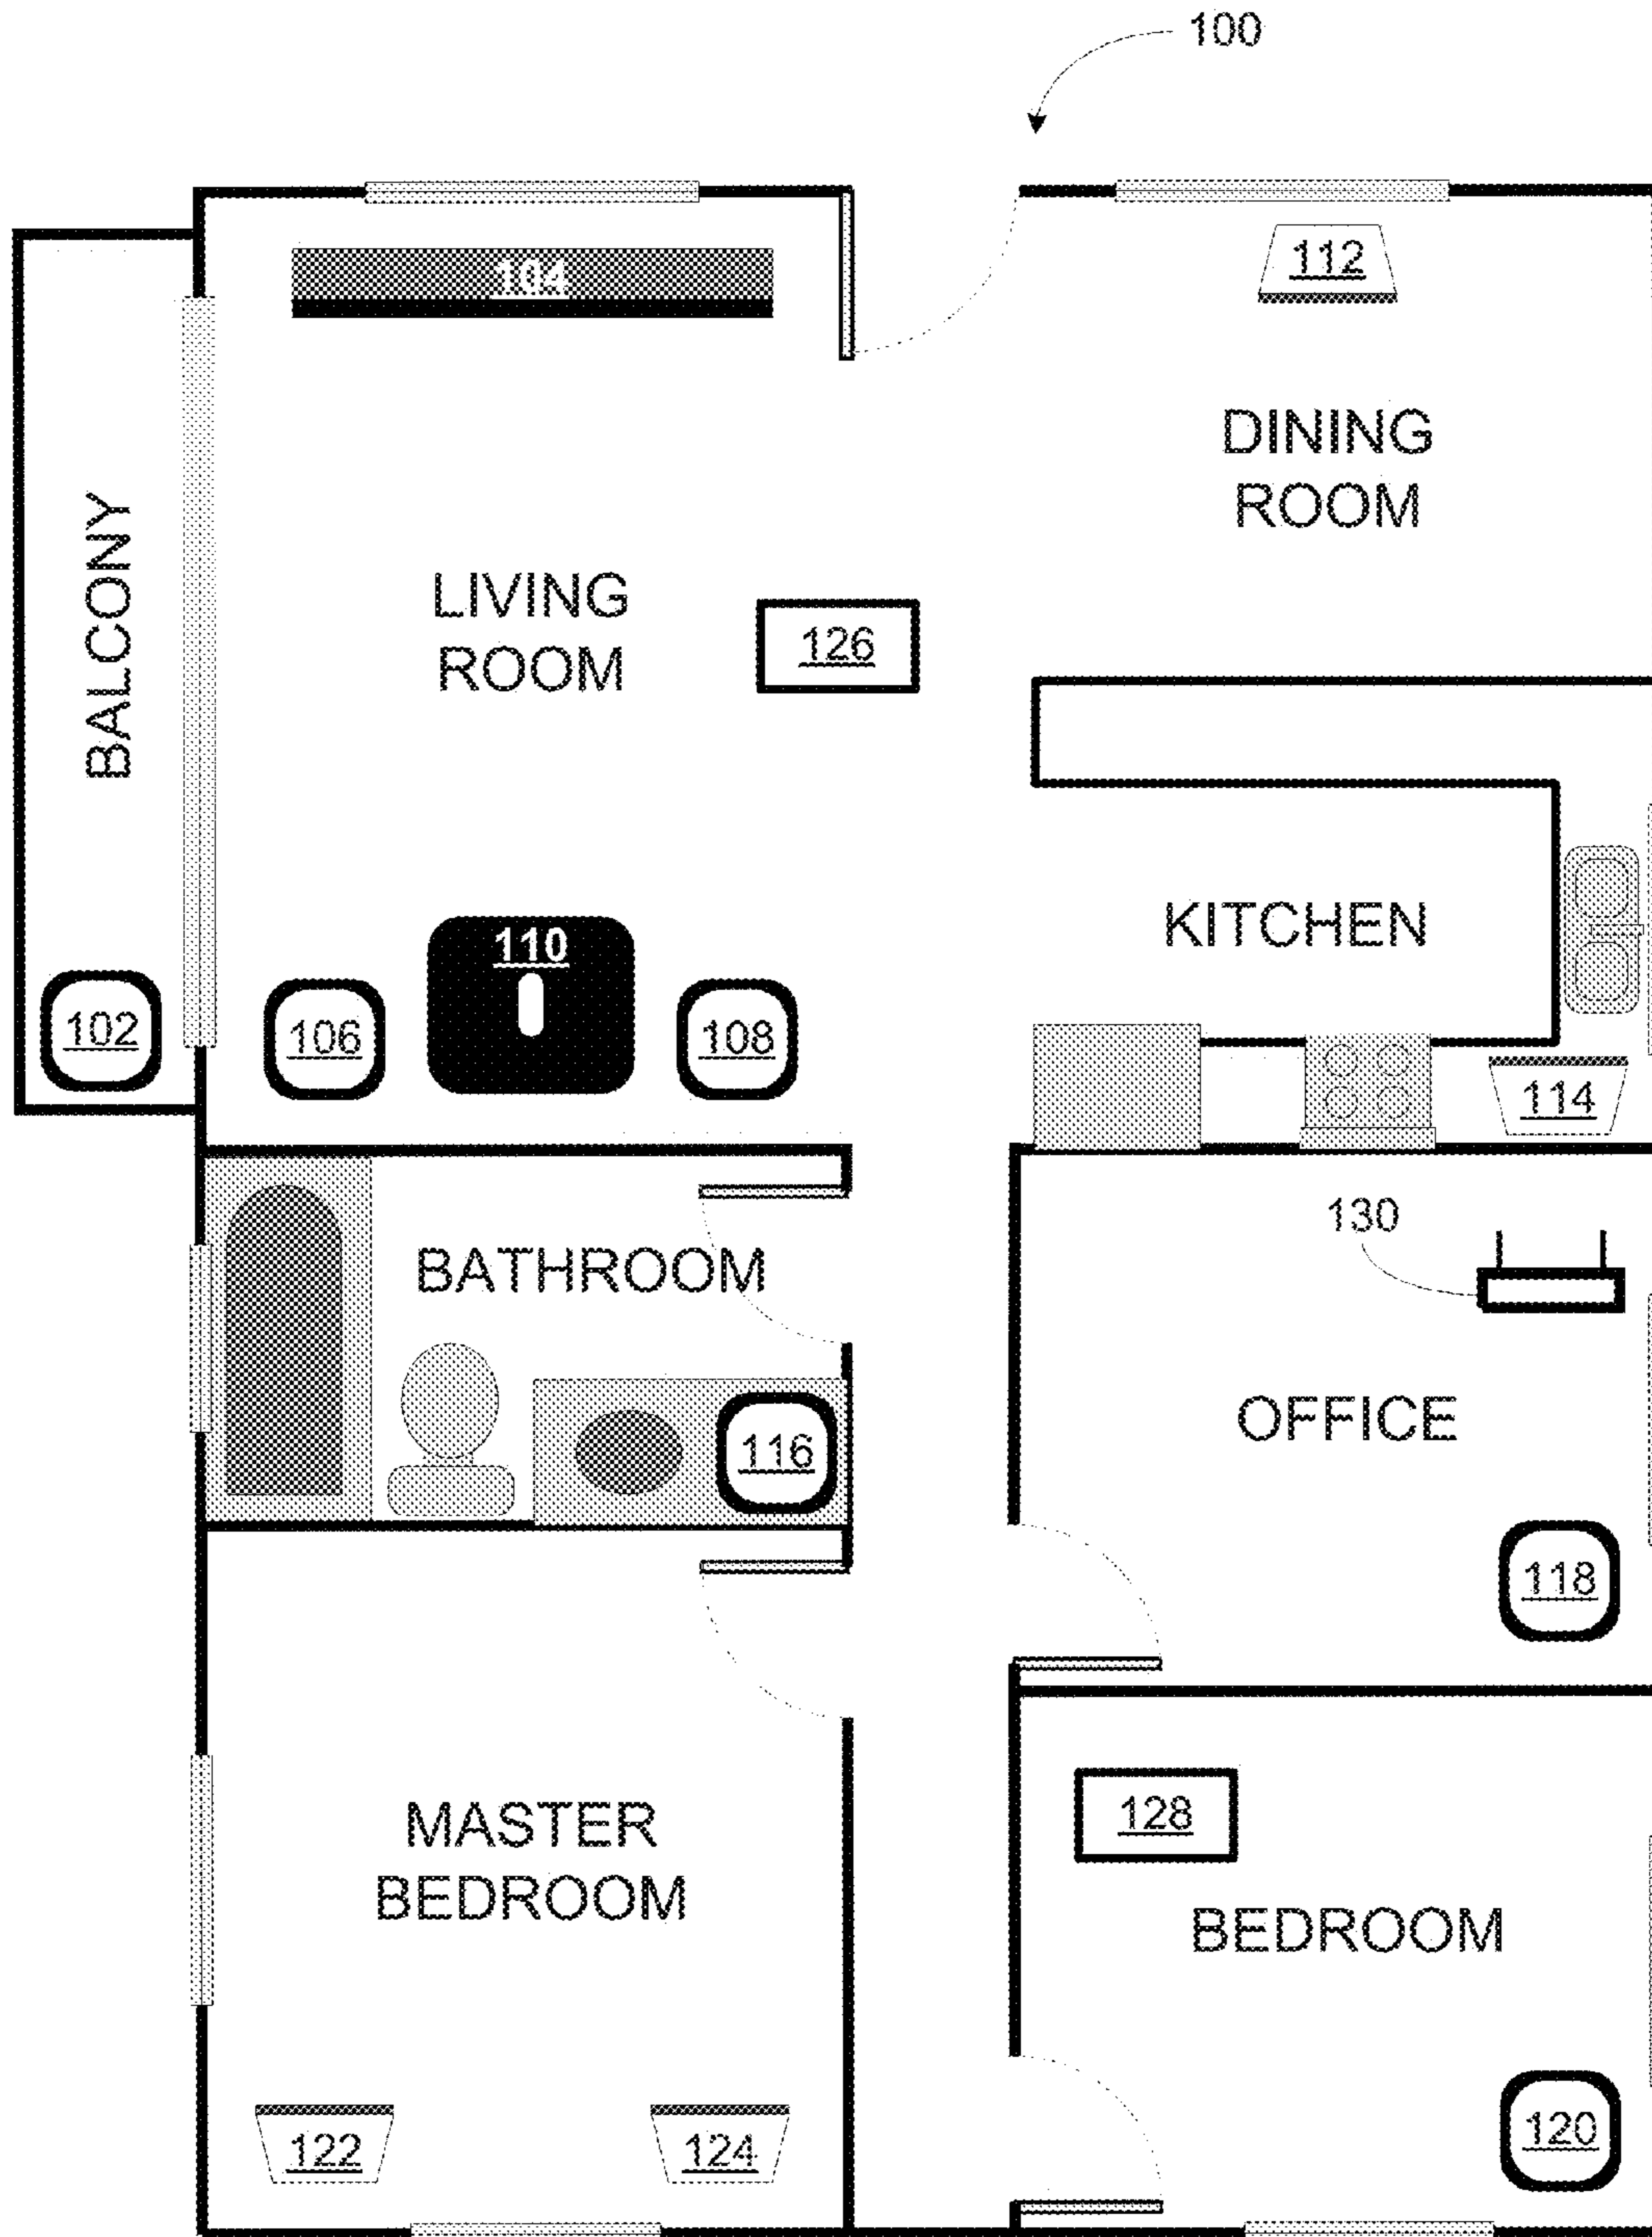 100
104
112
DINING
ROOM
BALCONY
LIVING
ROOM
126
KITCHEN
110
102
106
108
114
130
BATHROOM
OFFICE
116
118
MASTER
BEDROOM
128
BEDROOM
122
124
120